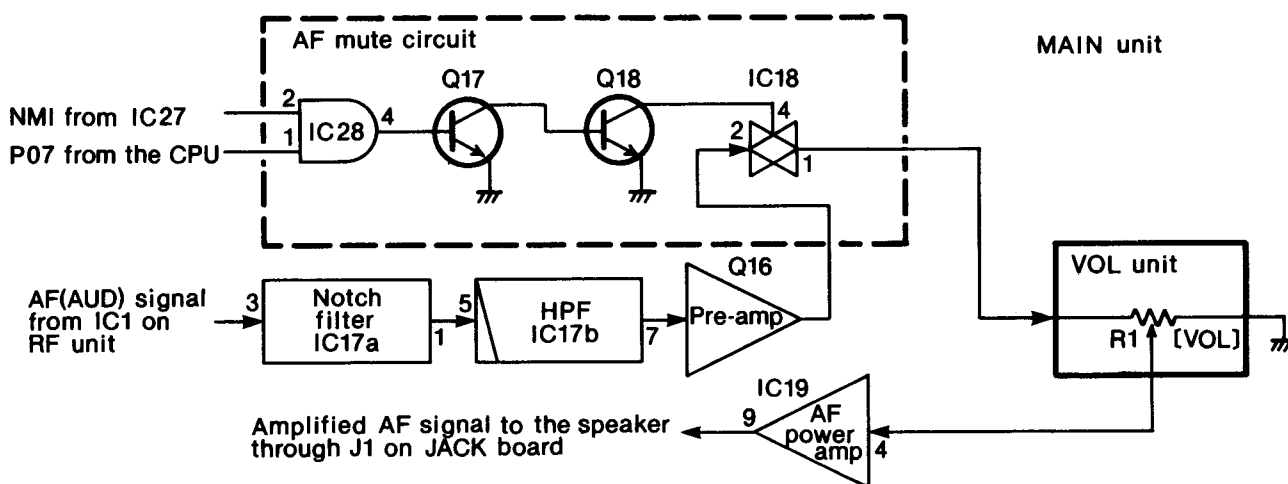 AF mute circuit
MAIN unit
Q17
Q18
IC18
NMI from IC27
2
IC28
4
P07 from the CPU
1
2
4
1
AF(AUD) signal
from IC1 on
RF unit
3
Notch
filter
IC17a
1
5
HPF
IC17b
7
Q16
Pre-amp
VOL unit
R1
[VOL]
IC19
AF
power
amp
9
4
Amplified AF signal to the speaker
through J1 on JACK board